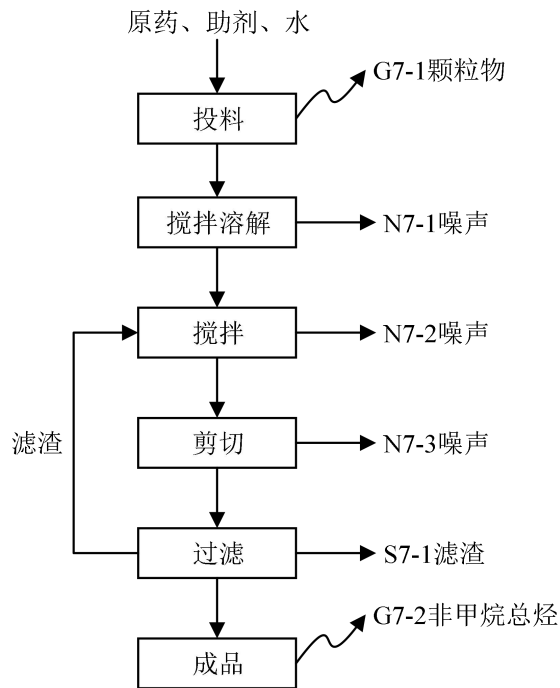 原药、助剂、水
G7-1颗粒物
投料
搅拌溶解
N7-1噪声
搅拌
N7-2噪声
滤渣
剪切
N7-3噪声
过滤
S7-1滤渣
G7-2非甲烷总烃
成品